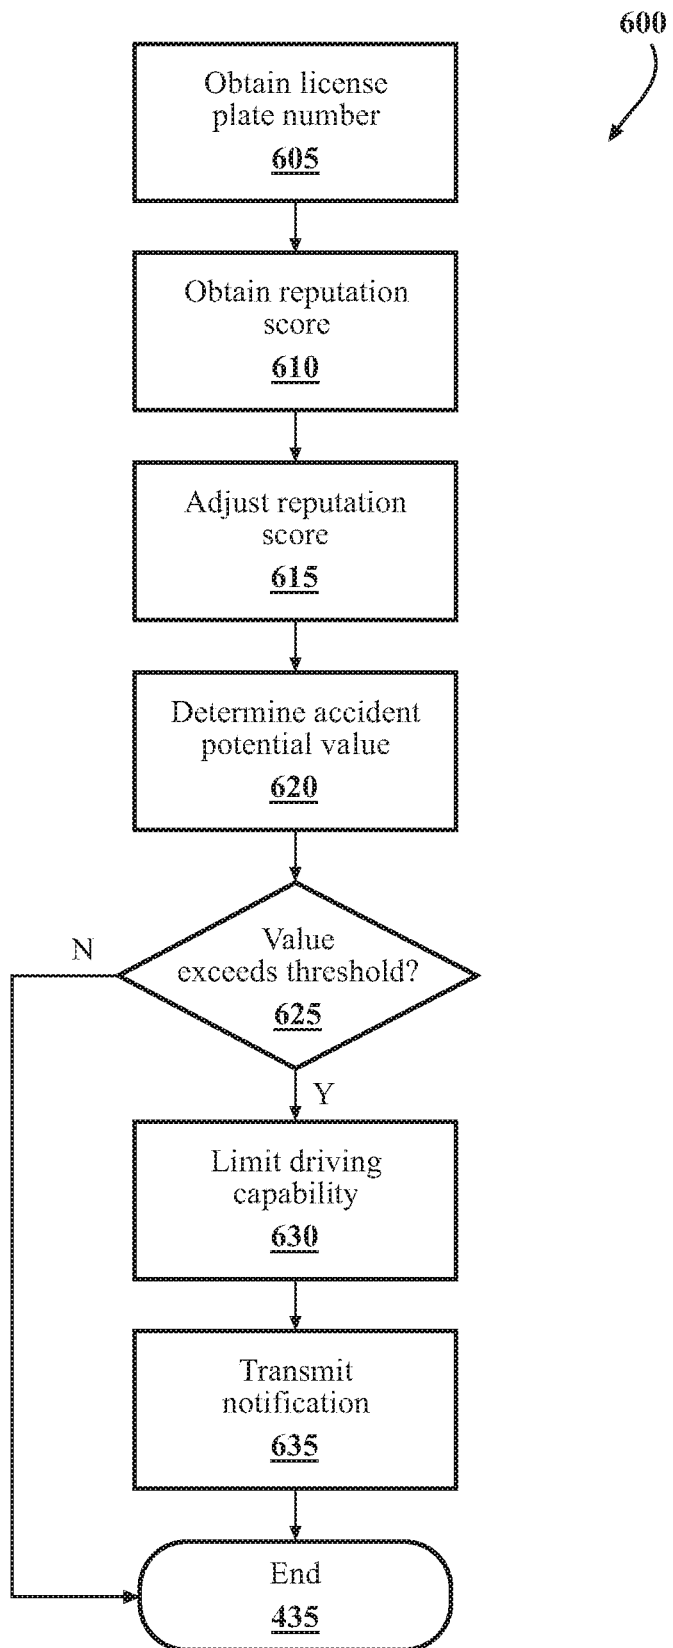 600
Obtain license
plate number
605
Obtain reputation
score
610
Adjust reputation
score
615
Determine accident
potential value
620
N
Value
exceeds threshold?
625
Y
Limit driving
capability
630
Transmit
notification
635
End
435